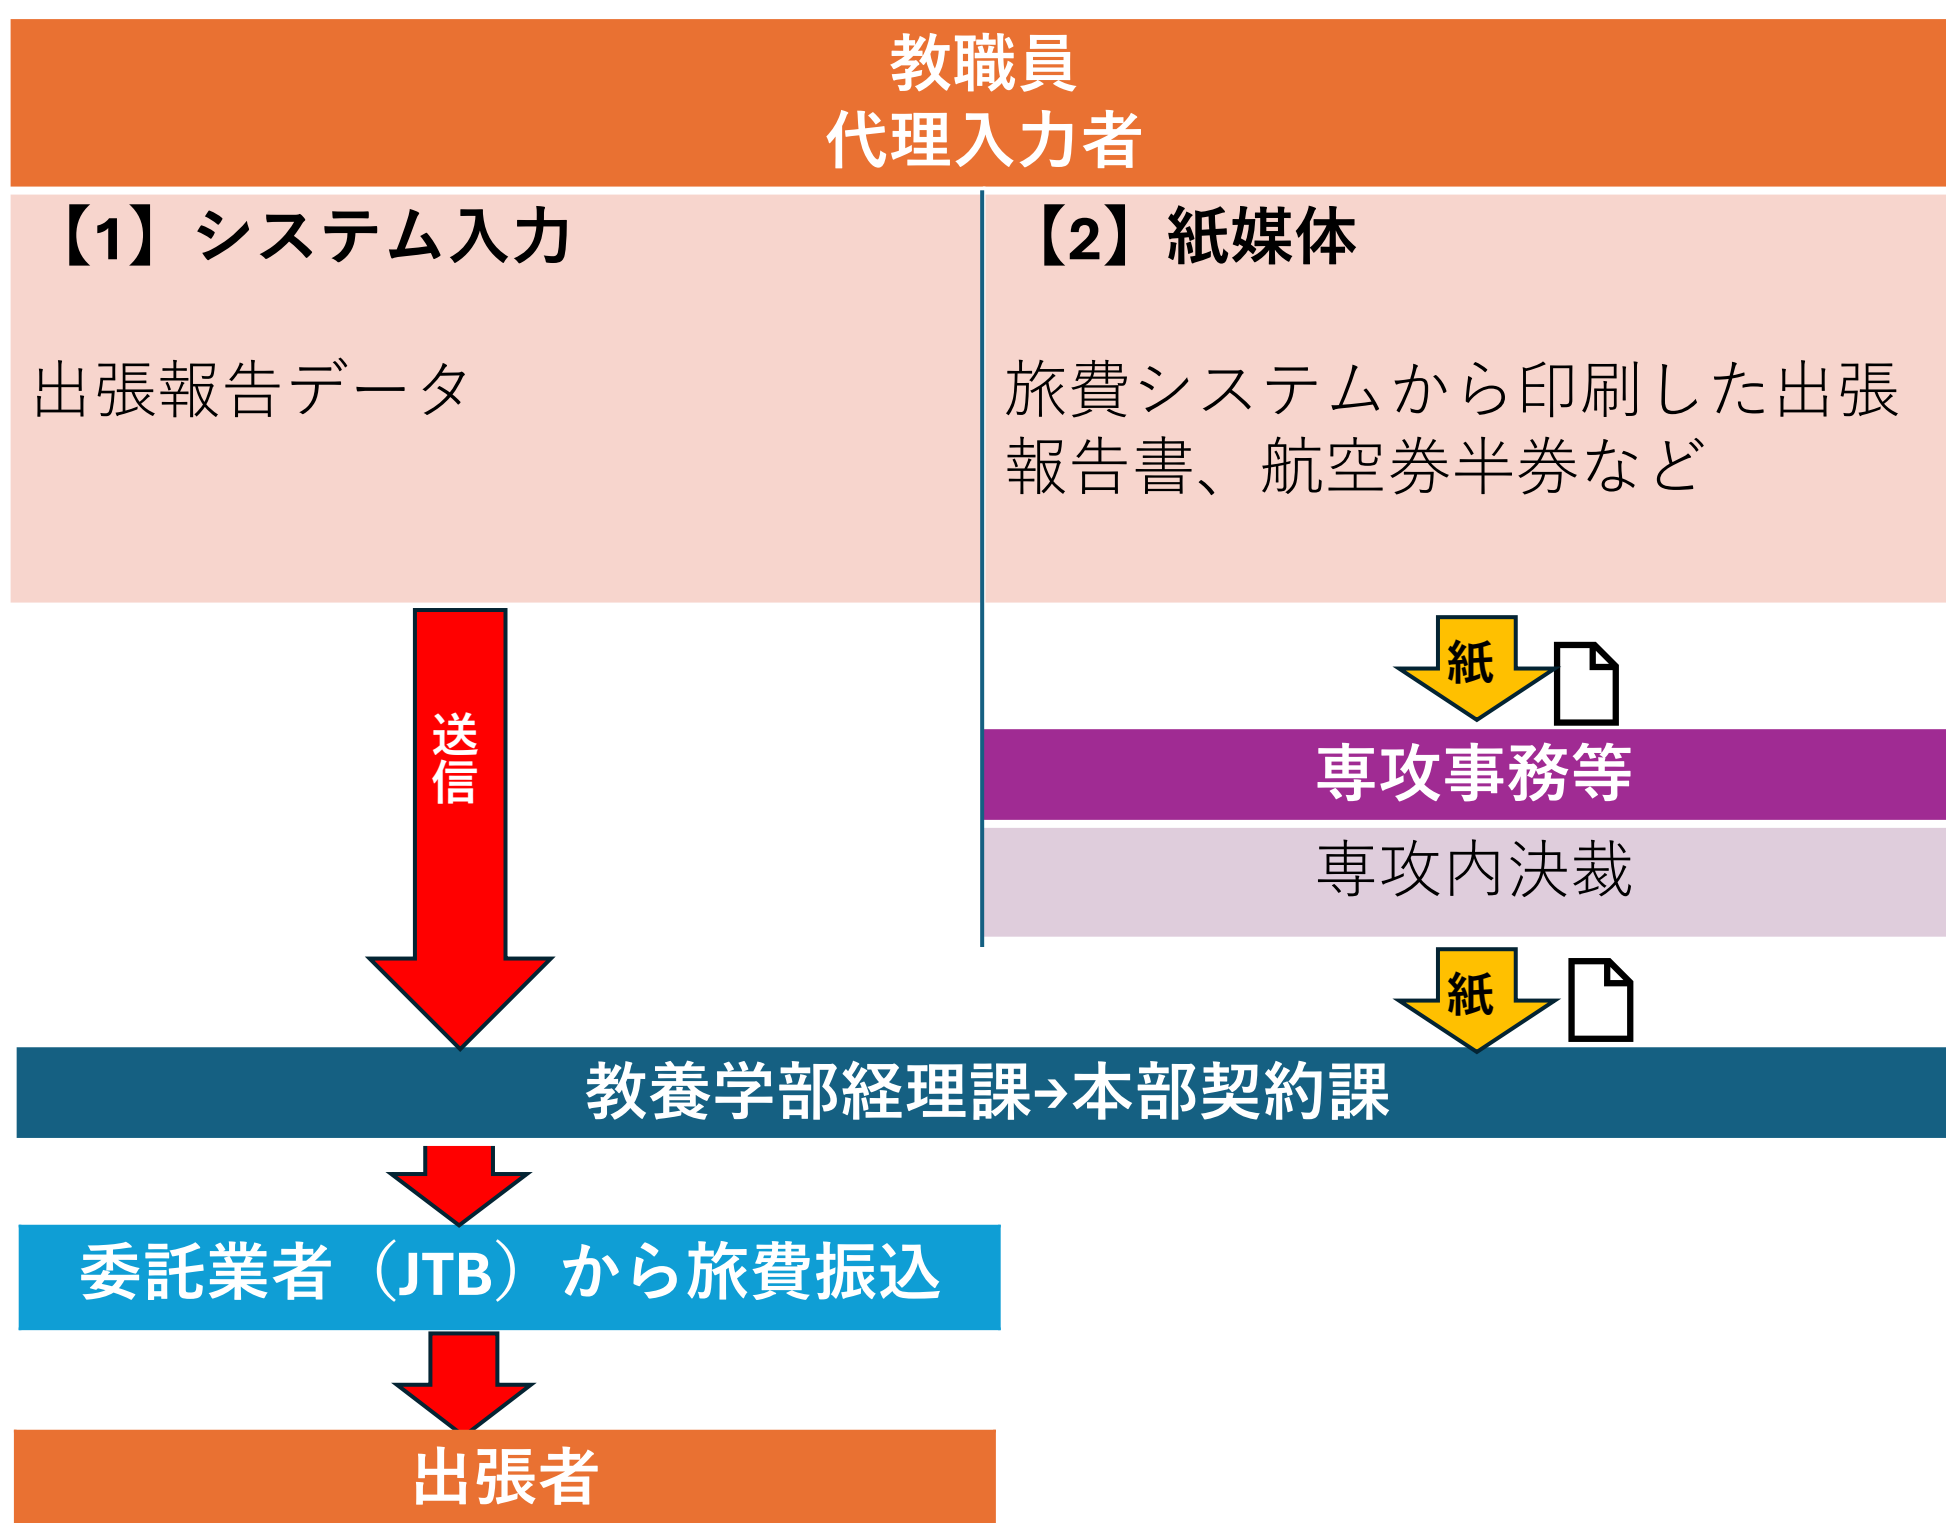 教職員
代理入力者
【1】システム入力
出張報告データ
【2】紙媒体
旅費システムから印刷した出張
報告書、航空券半券など
送信
紙
専攻事務等
専攻内決裁
紙
教養学部経理課→本部契約課
委託業者（JTB）から旅費振込
出張者